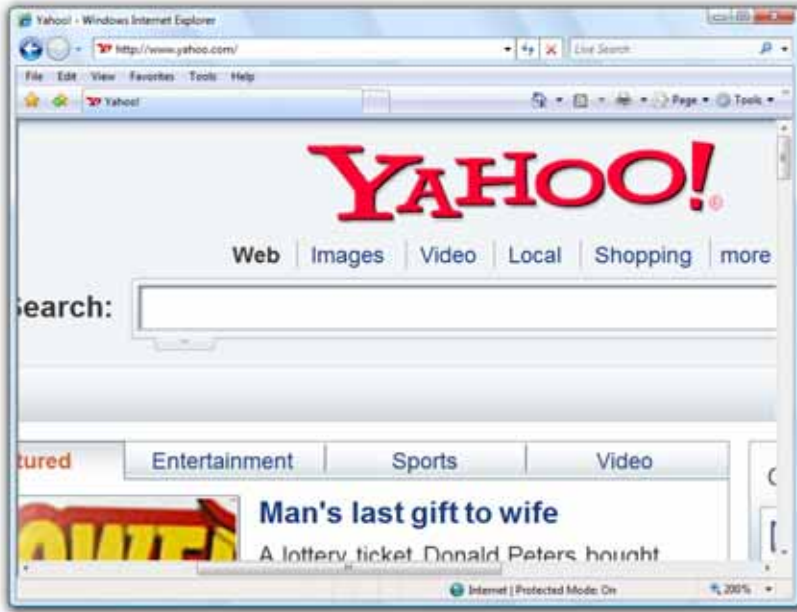 Yahoo! - Windows Internet Explorer
http://www.yahoo.com/
Live Search
File Edit View Favorites Tools Help
Yahoo!
Page Tools
YAHOO!®
Web Images Video Local Shopping more
Search:
tured Entertainment Sports Video
Man's last gift to wife
A lottery ticket Donald Peters bought
Internet | Protected Mode: On
200%